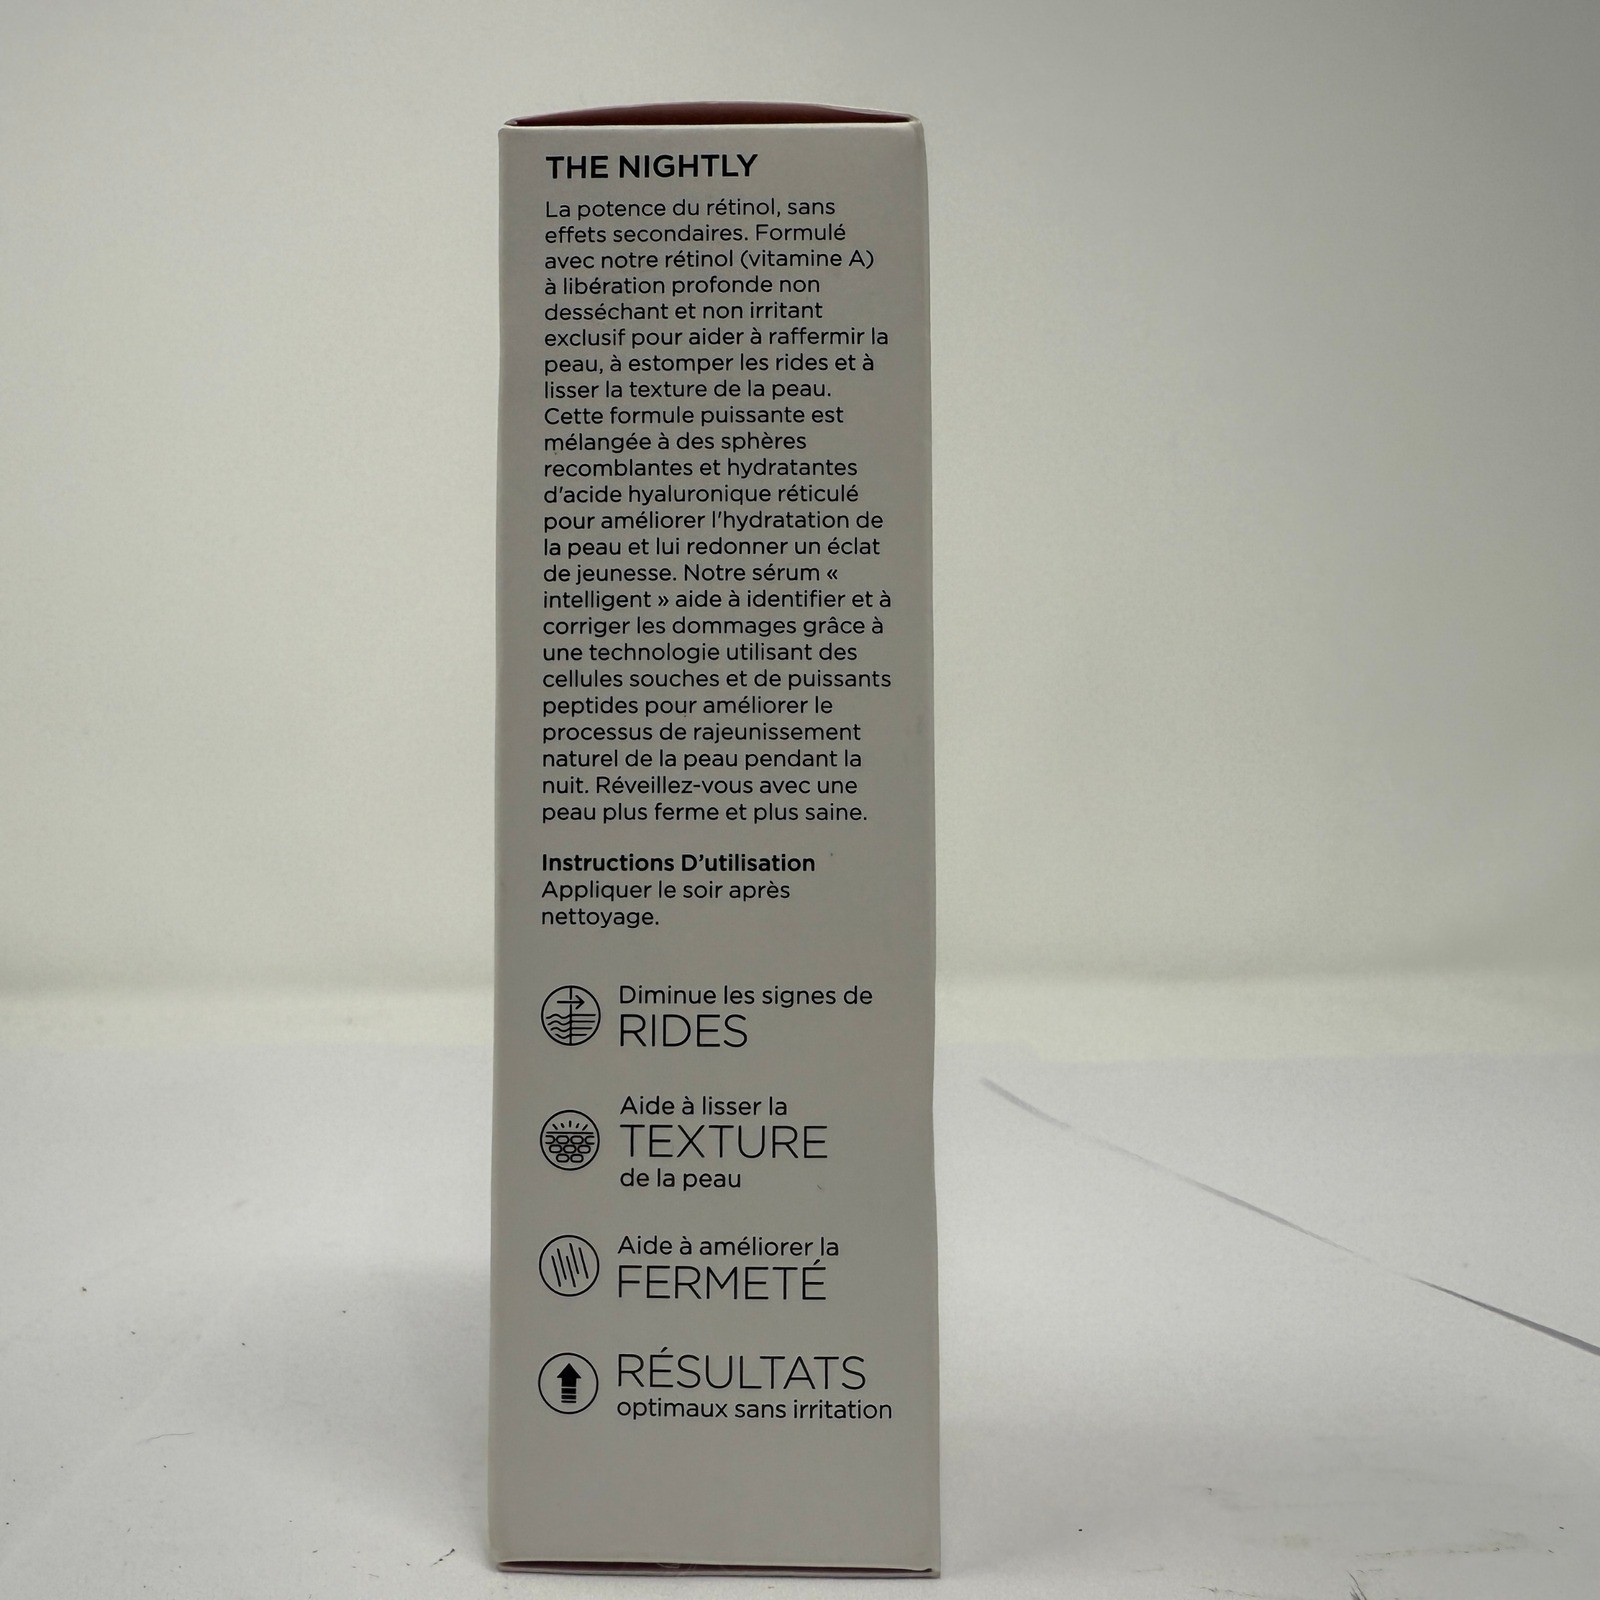 THE NIGHTLY
La potence du rétinol, sans
effets secondaires. Formulé
avec notre rétinol (vitamine A)
à libération profonde non
desséchant et non irritant
exclusif pour aider à raffermir la
peau, à estomper les rides et à
lisser la texture de la peau.
Cette formule puissante est
mélangée à des sphères
recomblantes et hydratantes
d'acide hyaluronique réticulé
pour améliorer l'hydratation de
la peau et lui redonner un éclat
de jeunesse. Notre sérum «
intelligent » aide à identifier et à
corriger les dommages grâce à
une technologie utilisant des
cellules souches et de puissants
peptides pour améliorer le
processus de rajeunissement
naturel de la peau pendant la
nuit. Réveillez-vous avec une
peau plus ferme et plus saine.
Instructions D'utilisation
Appliquer le soir après
nettoyage.
Diminue les signes de
RIDES
Aide à lisser la
TEXTURE
de la peau
Aide à améliorer la
FERMETÉ
RÉSULTATS
optimaux sans irritation